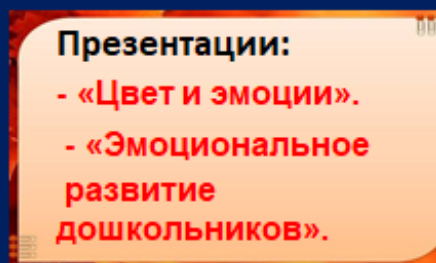 Презентации:
- «Цвет и эмоции».
- «Эмоциональное
развитие
дошкольников».